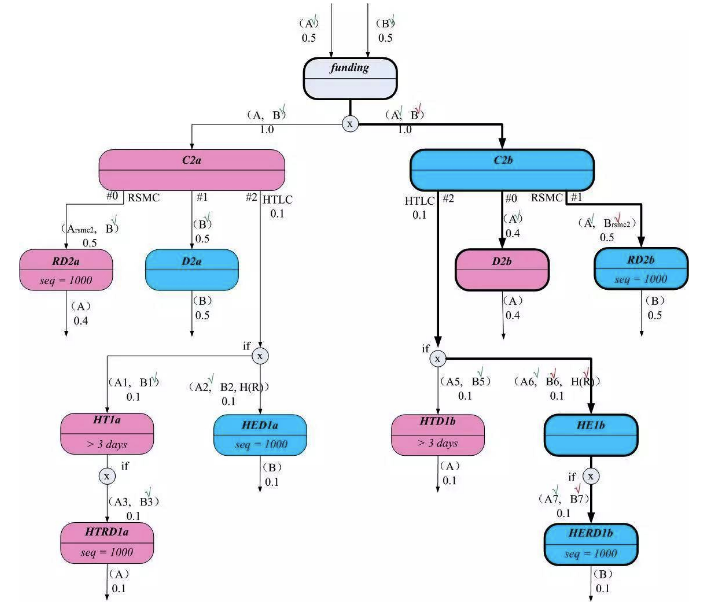 (A√) (B√)
0.5 0.5
funding
(A, B√) (A√, B√)
x
1.0 1.0
C2a C2b
#0 RSMC #1 #2 HTLC 0.1
HTLC 0.1 #2 #0 RSMC #1
(Arsmc2, B√) 0.5
(B√) 0.5
(A√) 0.4
(A√, Brsmc2√) 0.5
RD2a D2a D2b RD2b
seq = 1000 seq = 1000
(A) 0.4
(B) 0.5
(A) 0.4
(B) 0.5
if x if x
(A1, B1√) 0.1
(A2√, B2, H(R)) 0.1
(A5, B5√) 0.1
(A6√, B6√, H(R√)) 0.1
HT1a HED1a HTD1b HE1b
> 3 days seq = 1000 > 3 days
if x
(B) 0.1
(A) 0.1
if x
(A3, B3√) 0.1
(A7√, B7√) 0.1
HTRD1a HERD1b
seq = 1000 seq = 1000
(A) (B)
0.1 0.1